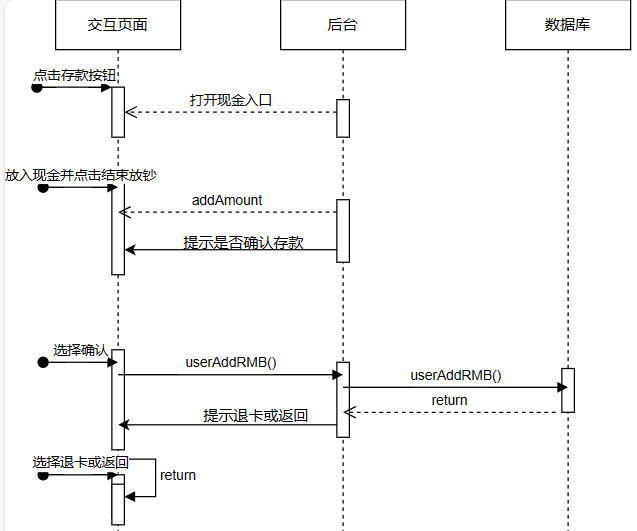 交互页面
后台
数据库
点击存款按钮
打开现金入口
放入现金并点击结束放钞
addAmount
提示是否确认存款
选择确认
userAddRMB()
userAddRMB()
return
提示退卡或返回
选择退卡或返回
return